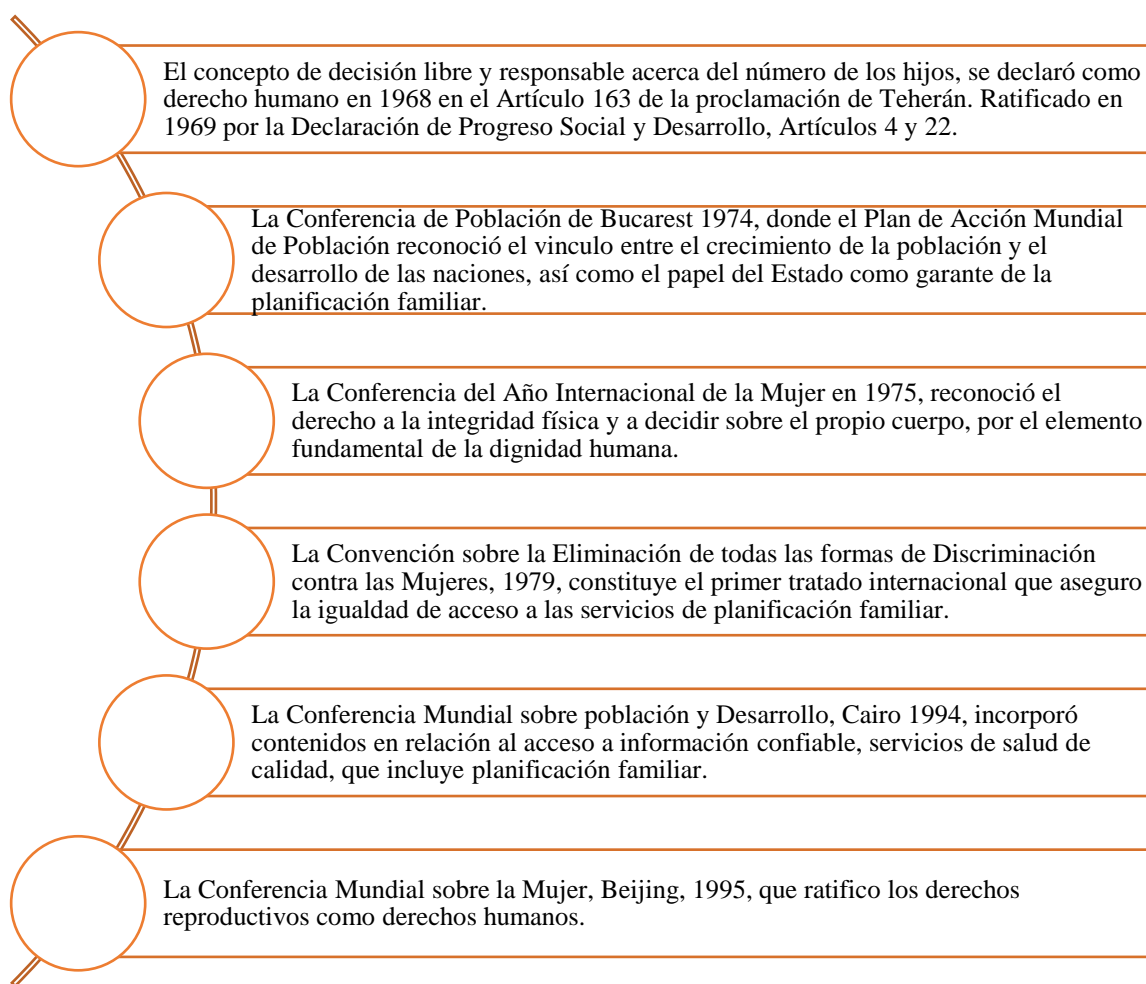 El concepto de decisión libre y responsable acerca del número de los hijos, se declaró como
derecho humano en 1968 en el Artículo 163 de la proclamación de Teherán. Ratificado en
1969 por la Declaración de Progreso Social y Desarrollo, Artículos 4 y 22.
La Conferencia de Población de Bucarest 1974, donde el Plan de Acción Mundial
de Población reconoció el vinculo entre el crecimiento de la población y el
desarrollo de las naciones, así como el papel del Estado como garante de la
planificación familiar.
La Conferencia del Año Internacional de la Mujer en 1975, reconoció el
derecho a la integridad física y a decidir sobre el propio cuerpo, por el elemento
fundamental de la dignidad humana.
La Convención sobre la Eliminación de todas las formas de Discriminación
contra las Mujeres, 1979, constituye el primer tratado internacional que aseguro
la igualdad de acceso a las servicios de planificación familiar.
La Conferencia Mundial sobre población y Desarrollo, Cairo 1994, incorporó
contenidos en relación al acceso a información confiable, servicios de salud de
calidad, que incluye planificación familiar.
La Conferencia Mundial sobre la Mujer, Beijing, 1995, que ratifico los derechos
reproductivos como derechos humanos.